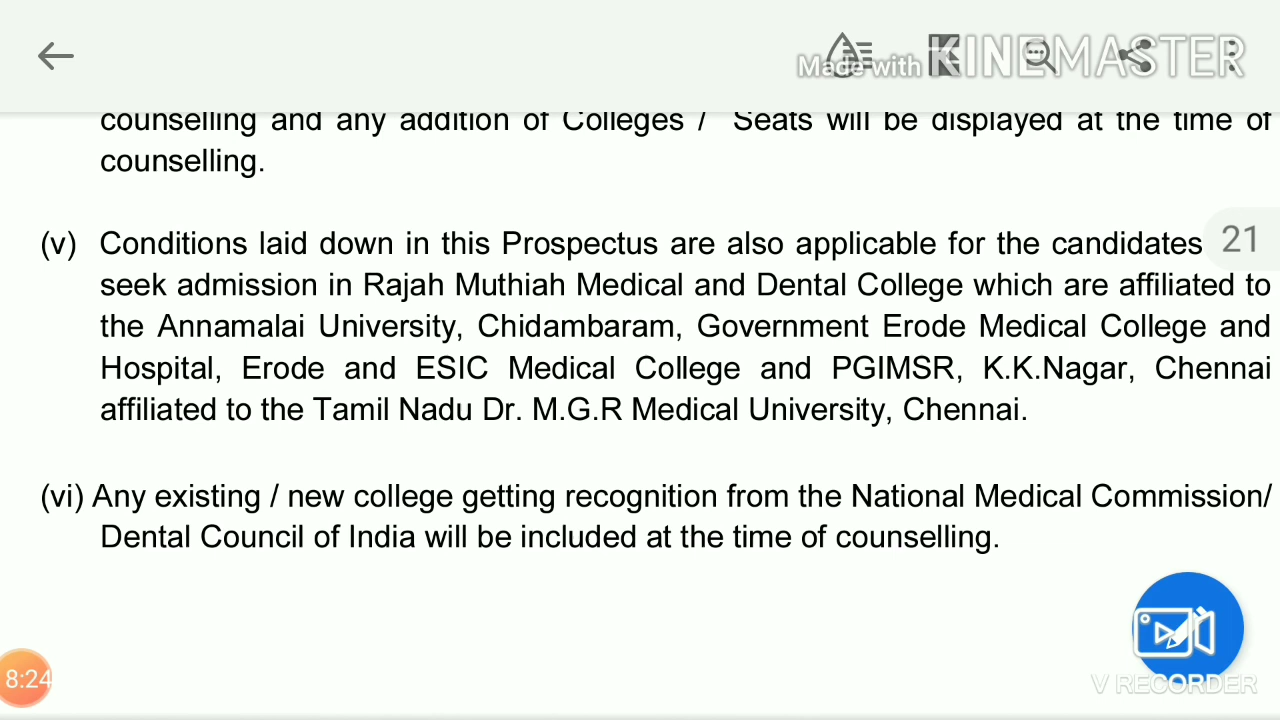 Made with KINEMASTER
counselling and any addition of Colleges / Seats will be displayed at the time of
counselling.
(v) Conditions laid down in this Prospectus are also applicable for the candidates
21
seek admission in Rajah Muthiah Medical and Dental College which are affiliated to
the Annamalai University, Chidambaram, Government Erode Medical College and
Hospital, Erode and ESIC Medical College and PGIMSR, K.K.Nagar, Chennai
affiliated to the Tamil Nadu Dr. M.G.R Medical University, Chennai.
(vi) Any existing / new college getting recognition from the National Medical Commission/
Dental Council of India will be included at the time of counselling.
8:24
V RECORDER